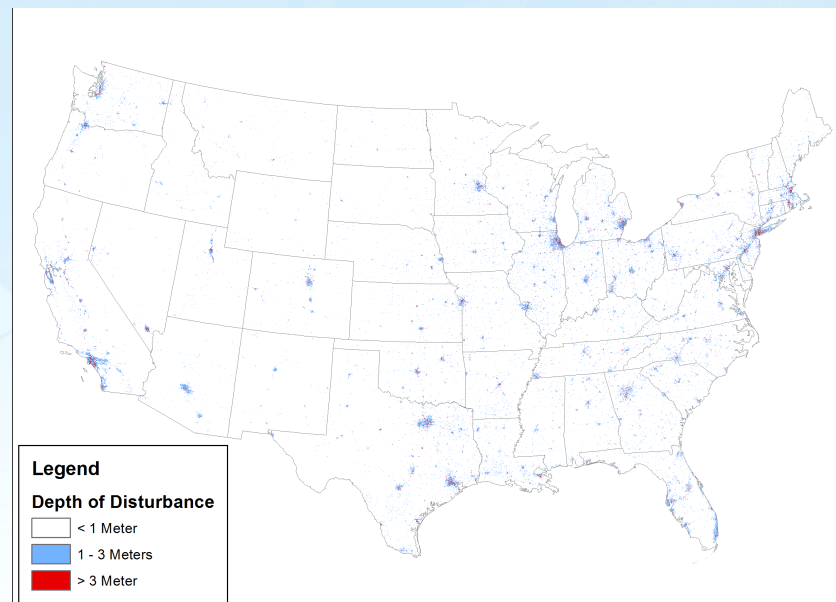 Legend
Depth of Disturbance
< 1 Meter
1 - 3 Meters
> 3 Meter